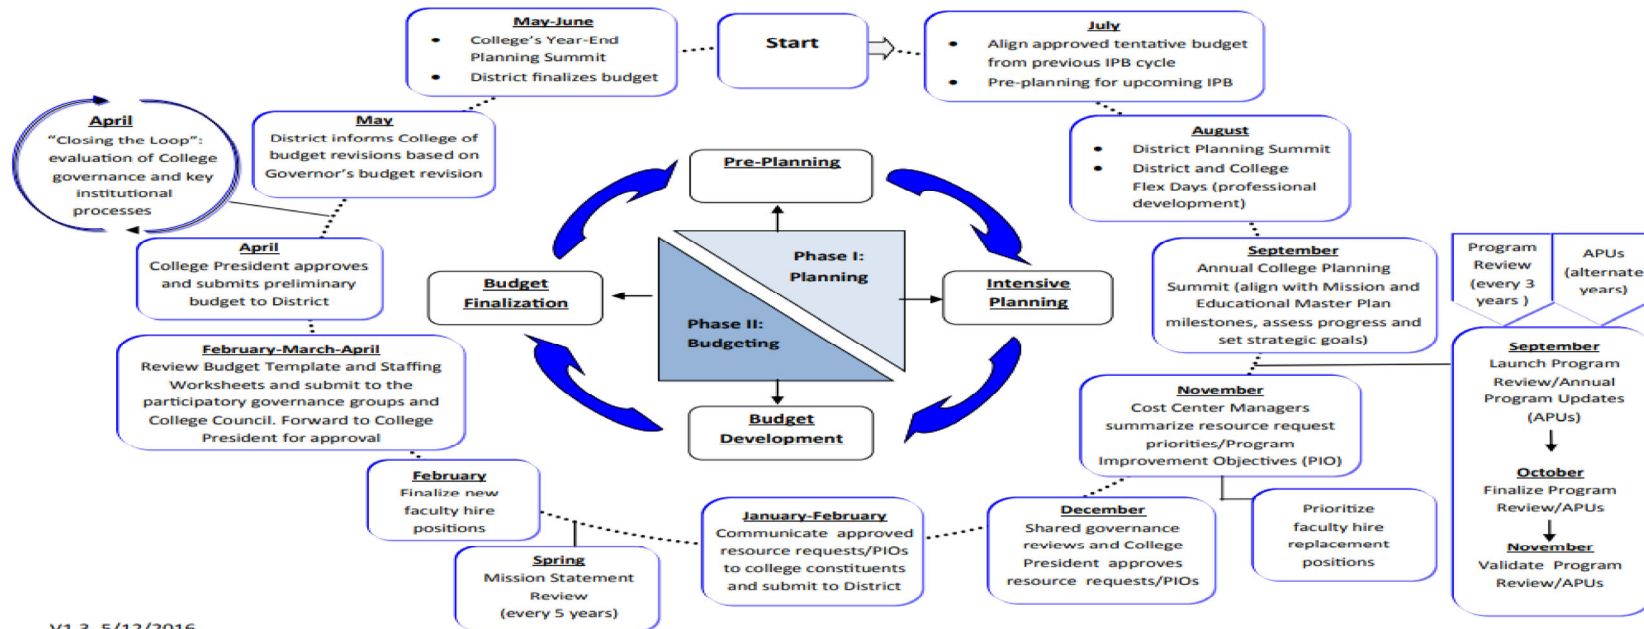 Start
July
• Align approved tentative budget
from previous IPB cycle
• Pre-planning for upcoming IPB
August
• District Planning Summit
• District and College
Flex Days (professional
development)
September
Annual College Planning
Summit (align with Mission and
Educational Master Plan
milestones, assess progress and
set strategic goals)
Program
Review
(every 3
years )
APUs
(alternate
years)
September
Launch Program
Review/Annual
Program Updates
(APUs)
October
Finalize Program
Review/APUs
November
Validate Program
Review/APUs
November
Cost Center Managers
summarize resource request
priorities/Program
Improvement Objectives (PIO)
Prioritize
faculty hire
replacement
positions
December
Shared governance
reviews and College
President approves
resource requests/PIOs
January-February
Communicate approved
resource requests/PIOs
to college constituents
and submit to District
Spring
Mission Statement
Review
(every 5 years)
February
Finalize new
faculty hire
positions
February-March-April
Review Budget Template and Staffing
Worksheets and submit to the
participatory governance groups and
College Council. Forward to College
President for approval
April
College President approves
and submits preliminary
budget to District
April
“Closing the Loop”:
evaluation of College
governance and key
institutional
processes
May
District informs College of
budget revisions based on
Governor’s budget revision
May-June
• College’s Year-End
Planning Summit
• District finalizes budget
Pre-Planning
Phase I:
Planning
Intensive
Planning
Budget
Finalization
Phase II:
Budgeting
Budget
Development
V1.3 5/12/2016